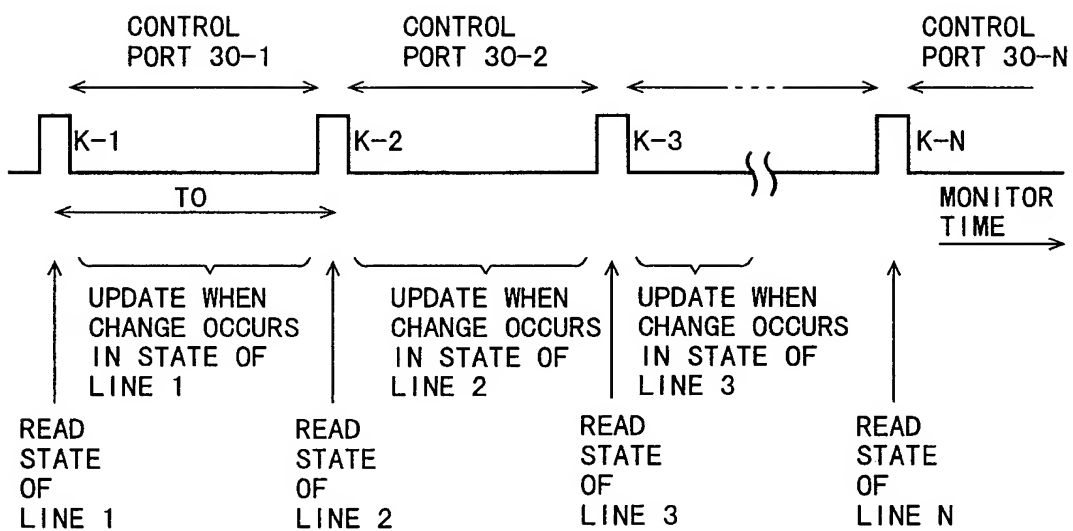 CONTROL
PORT 30-1
CONTROL
PORT 30-2
CONTROL
PORT 30-N
K-1
K-2
K-3
K-N
TO
MONITOR
TIME
UPDATE WHEN
CHANGE OCCURS
IN STATE OF
LINE 1
UPDATE WHEN
CHANGE OCCURS
IN STATE OF
LINE 2
UPDATE WHEN
CHANGE OCCURS
IN STATE OF
LINE 3
READ
STATE
OF
LINE 1
READ
STATE
OF
LINE 2
READ
STATE
OF
LINE 3
READ
STATE
OF
LINE N